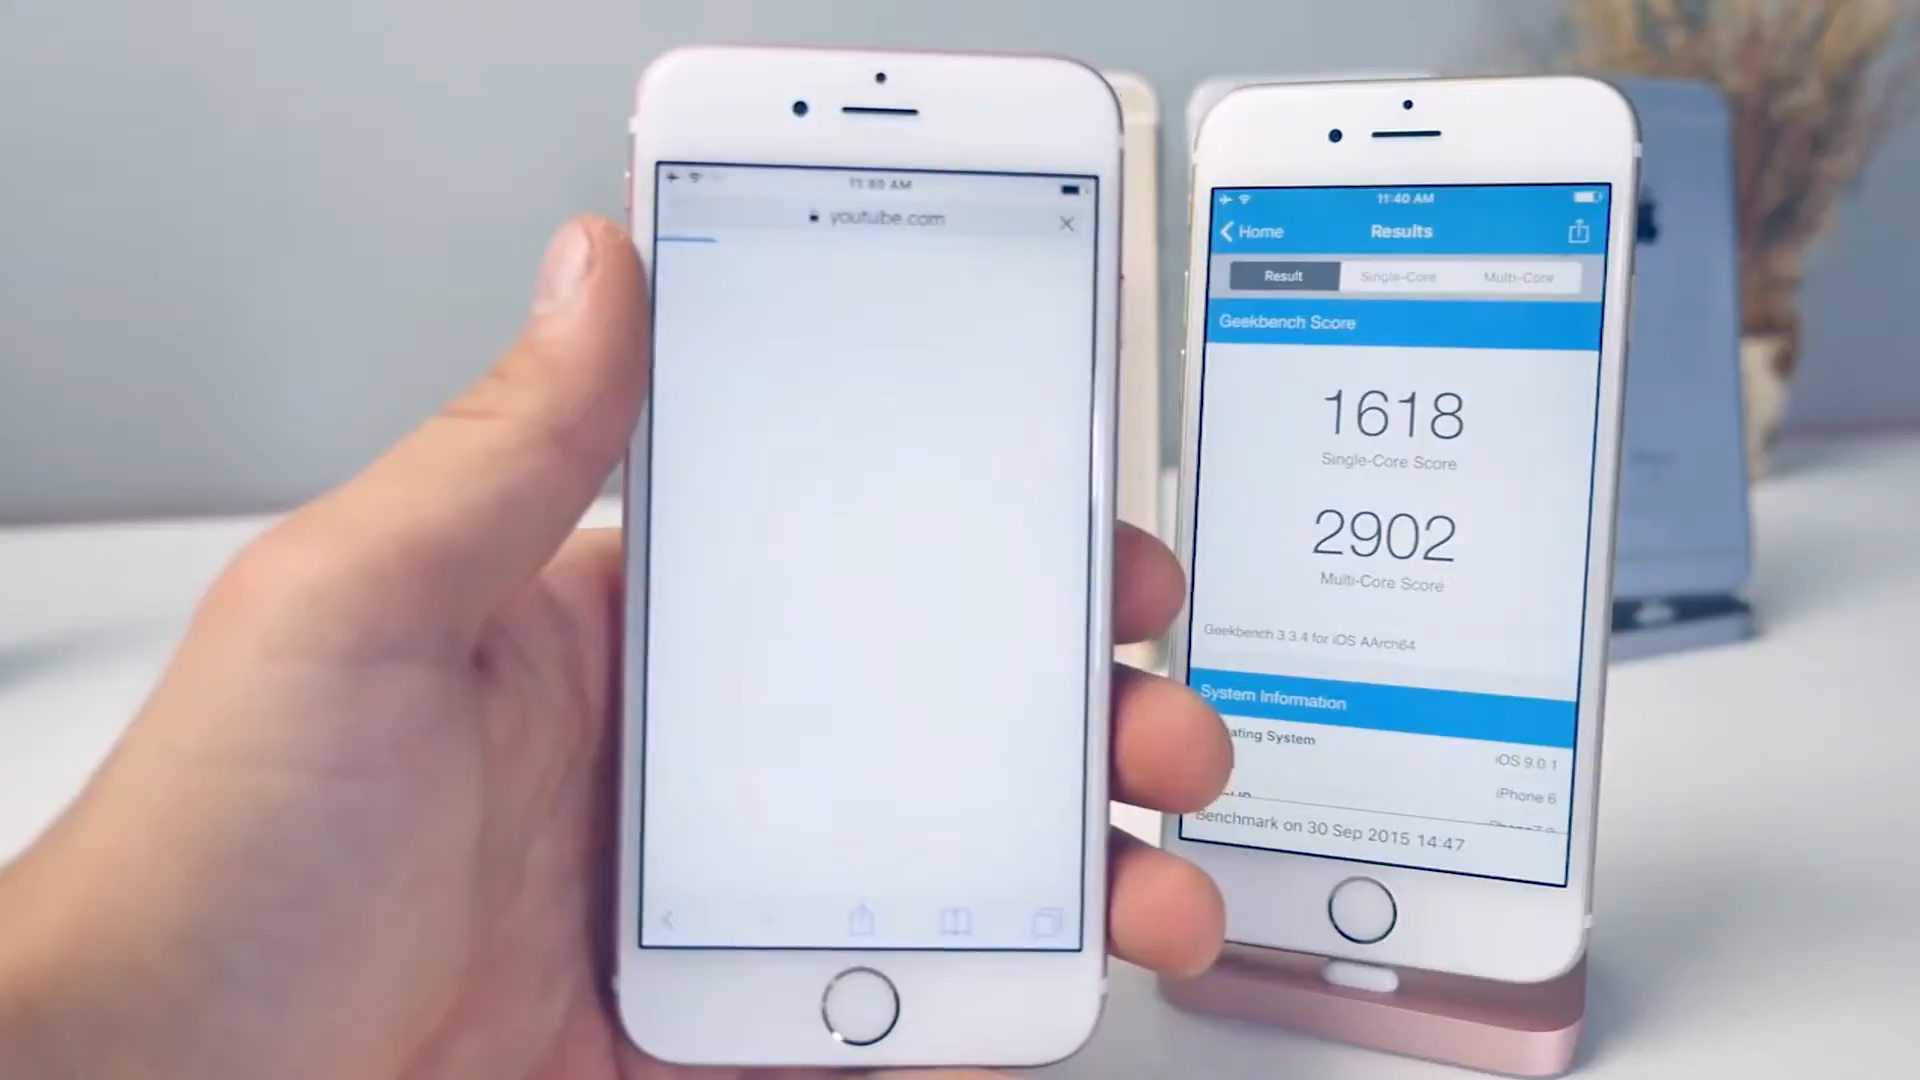 youtube.com
11:40 AM
Home
Results
Result
Single-Core
Multi-Core
Geekbench Score
1618
Single-Core Score
2902
Multi-Core Score
Geekbench 3.3.4 for iOS AArch64
System Information
ating System
iOS 9.0.1
iPhone 6
Benchmark on 30 Sep 2015 14:47